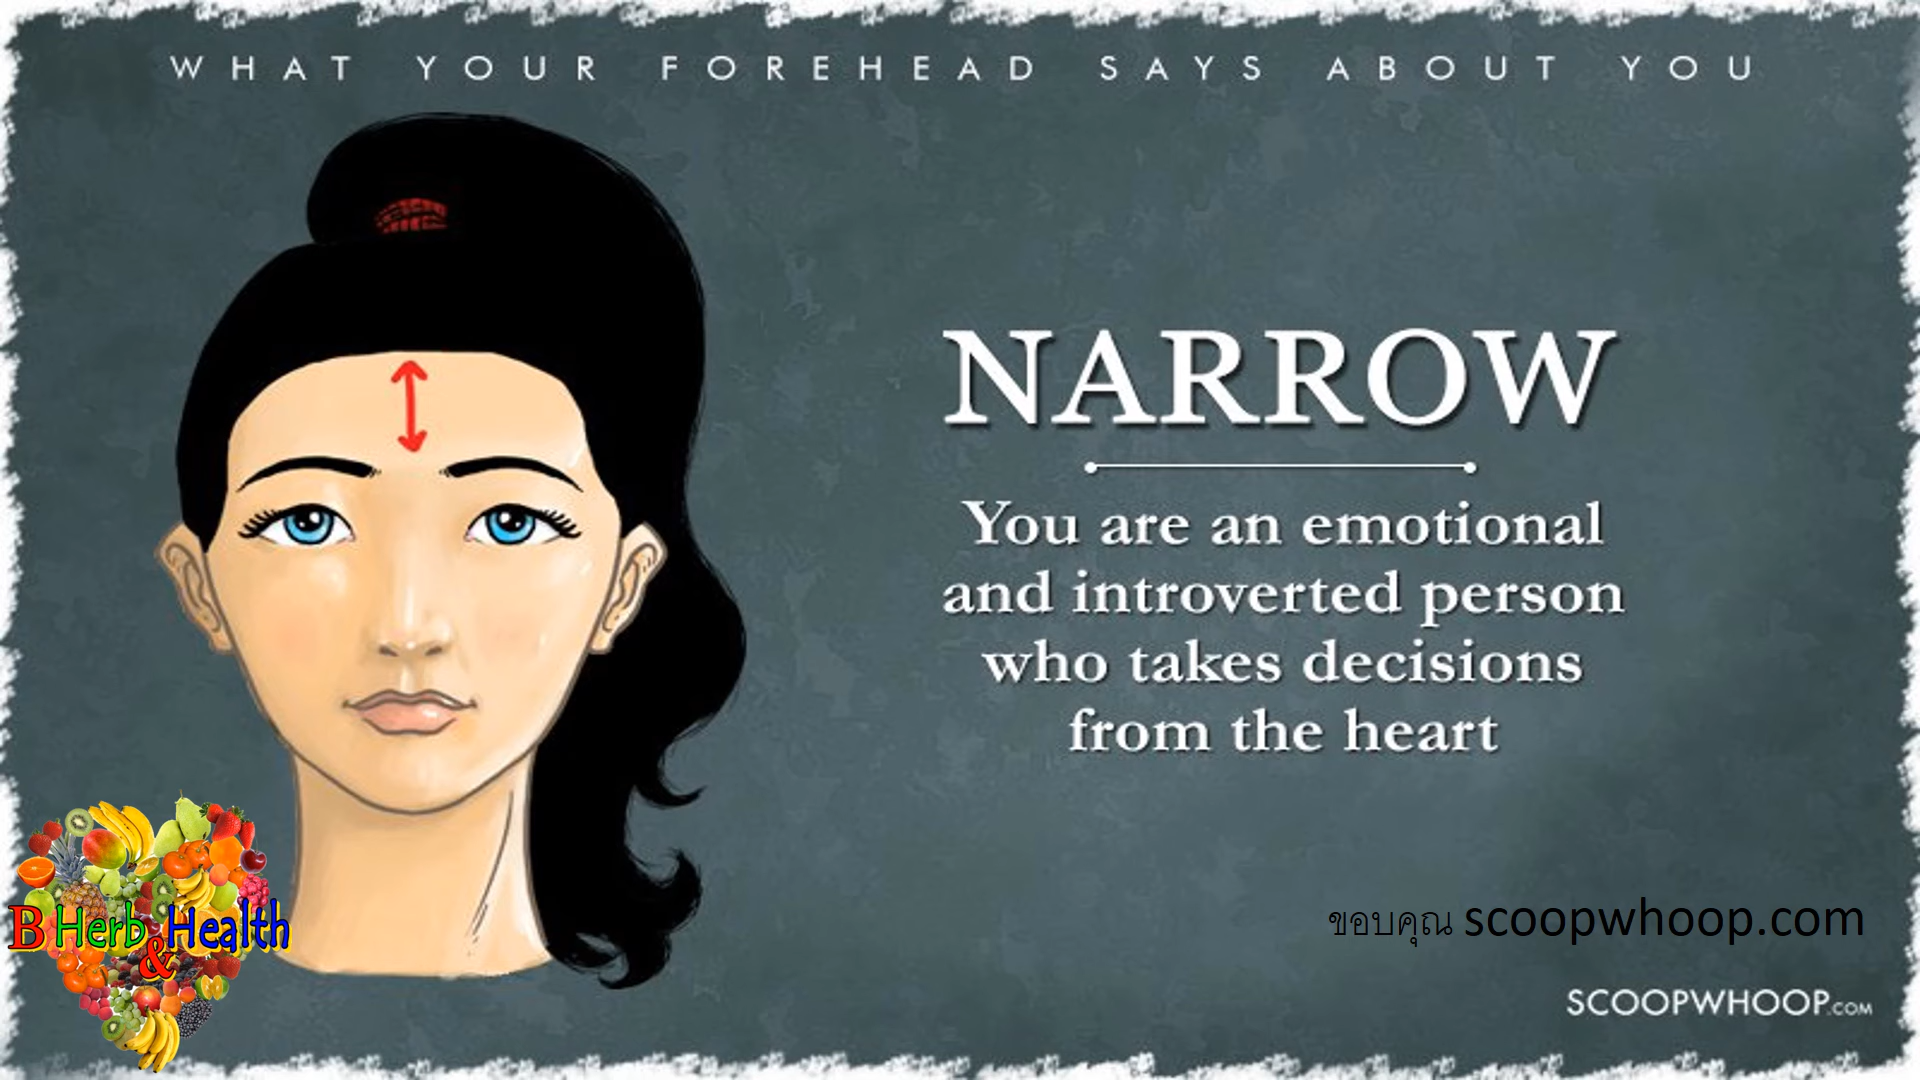 WHAT YOUR FOREHEAD SAYS ABOUT YOU
NARROW
You are an emotional
and introverted person
who takes decisions
from the heart
B Herb & Health
ขอบคุณ scoopwhoop.com
SCOOPWHOOP.COM